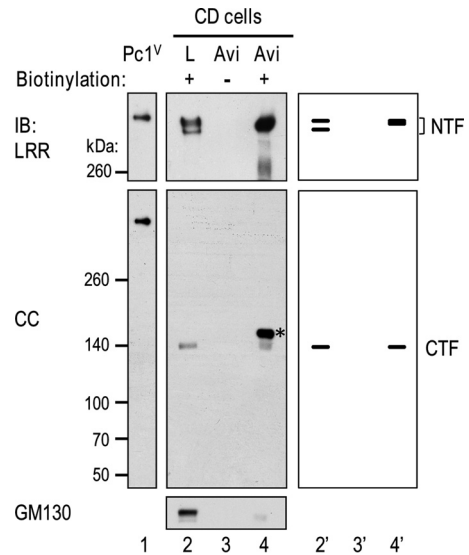 CD cells
Pc1V L Avi Avi
Biotinylation: + - +
IB:
LRR
kDa:
260
NTF
260
CC
140
*
CTF
100
70
50
GM130
1 2 3 4 2' 3' 4'